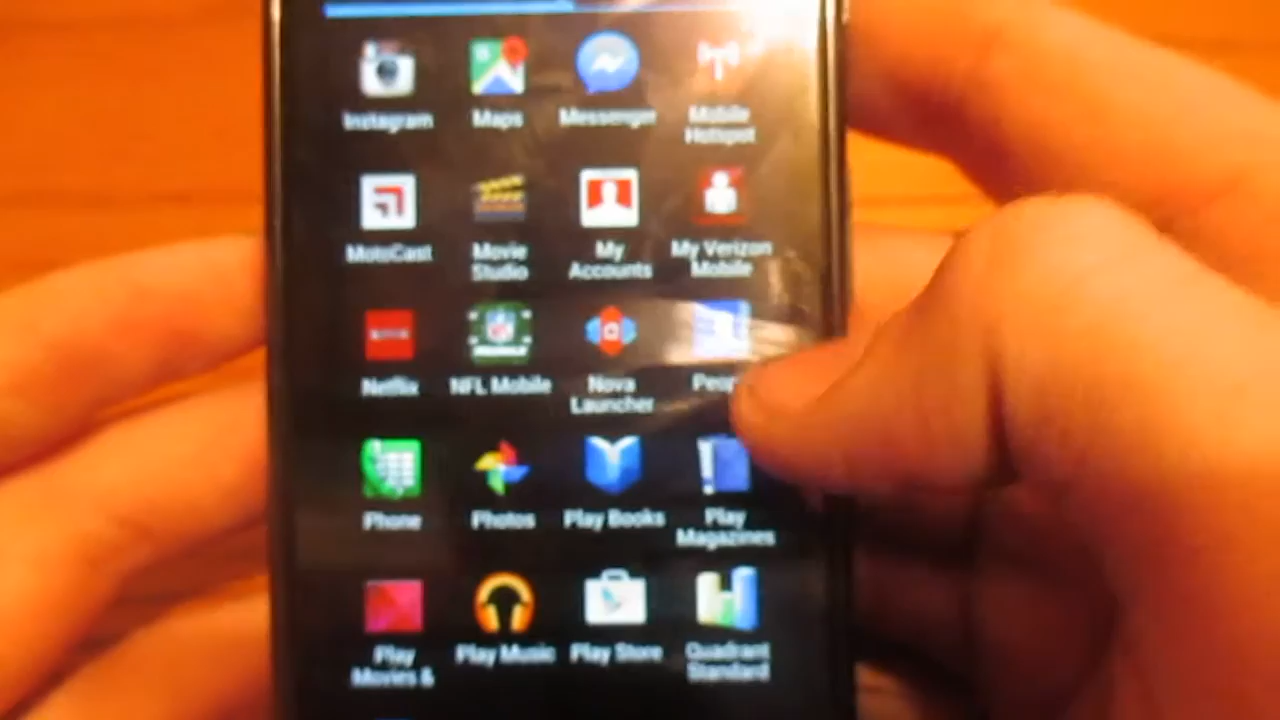 Instagram Maps Messenger Mobile
Hotspot
MotoCast Movie My My Verizon
Studio Accounts Mobile
Netflix NFL Mobile Nova
Launcher
Phone Photos Play Books Play
Magazines
Play Play Music Play Store Quadrant
Movies & Standard